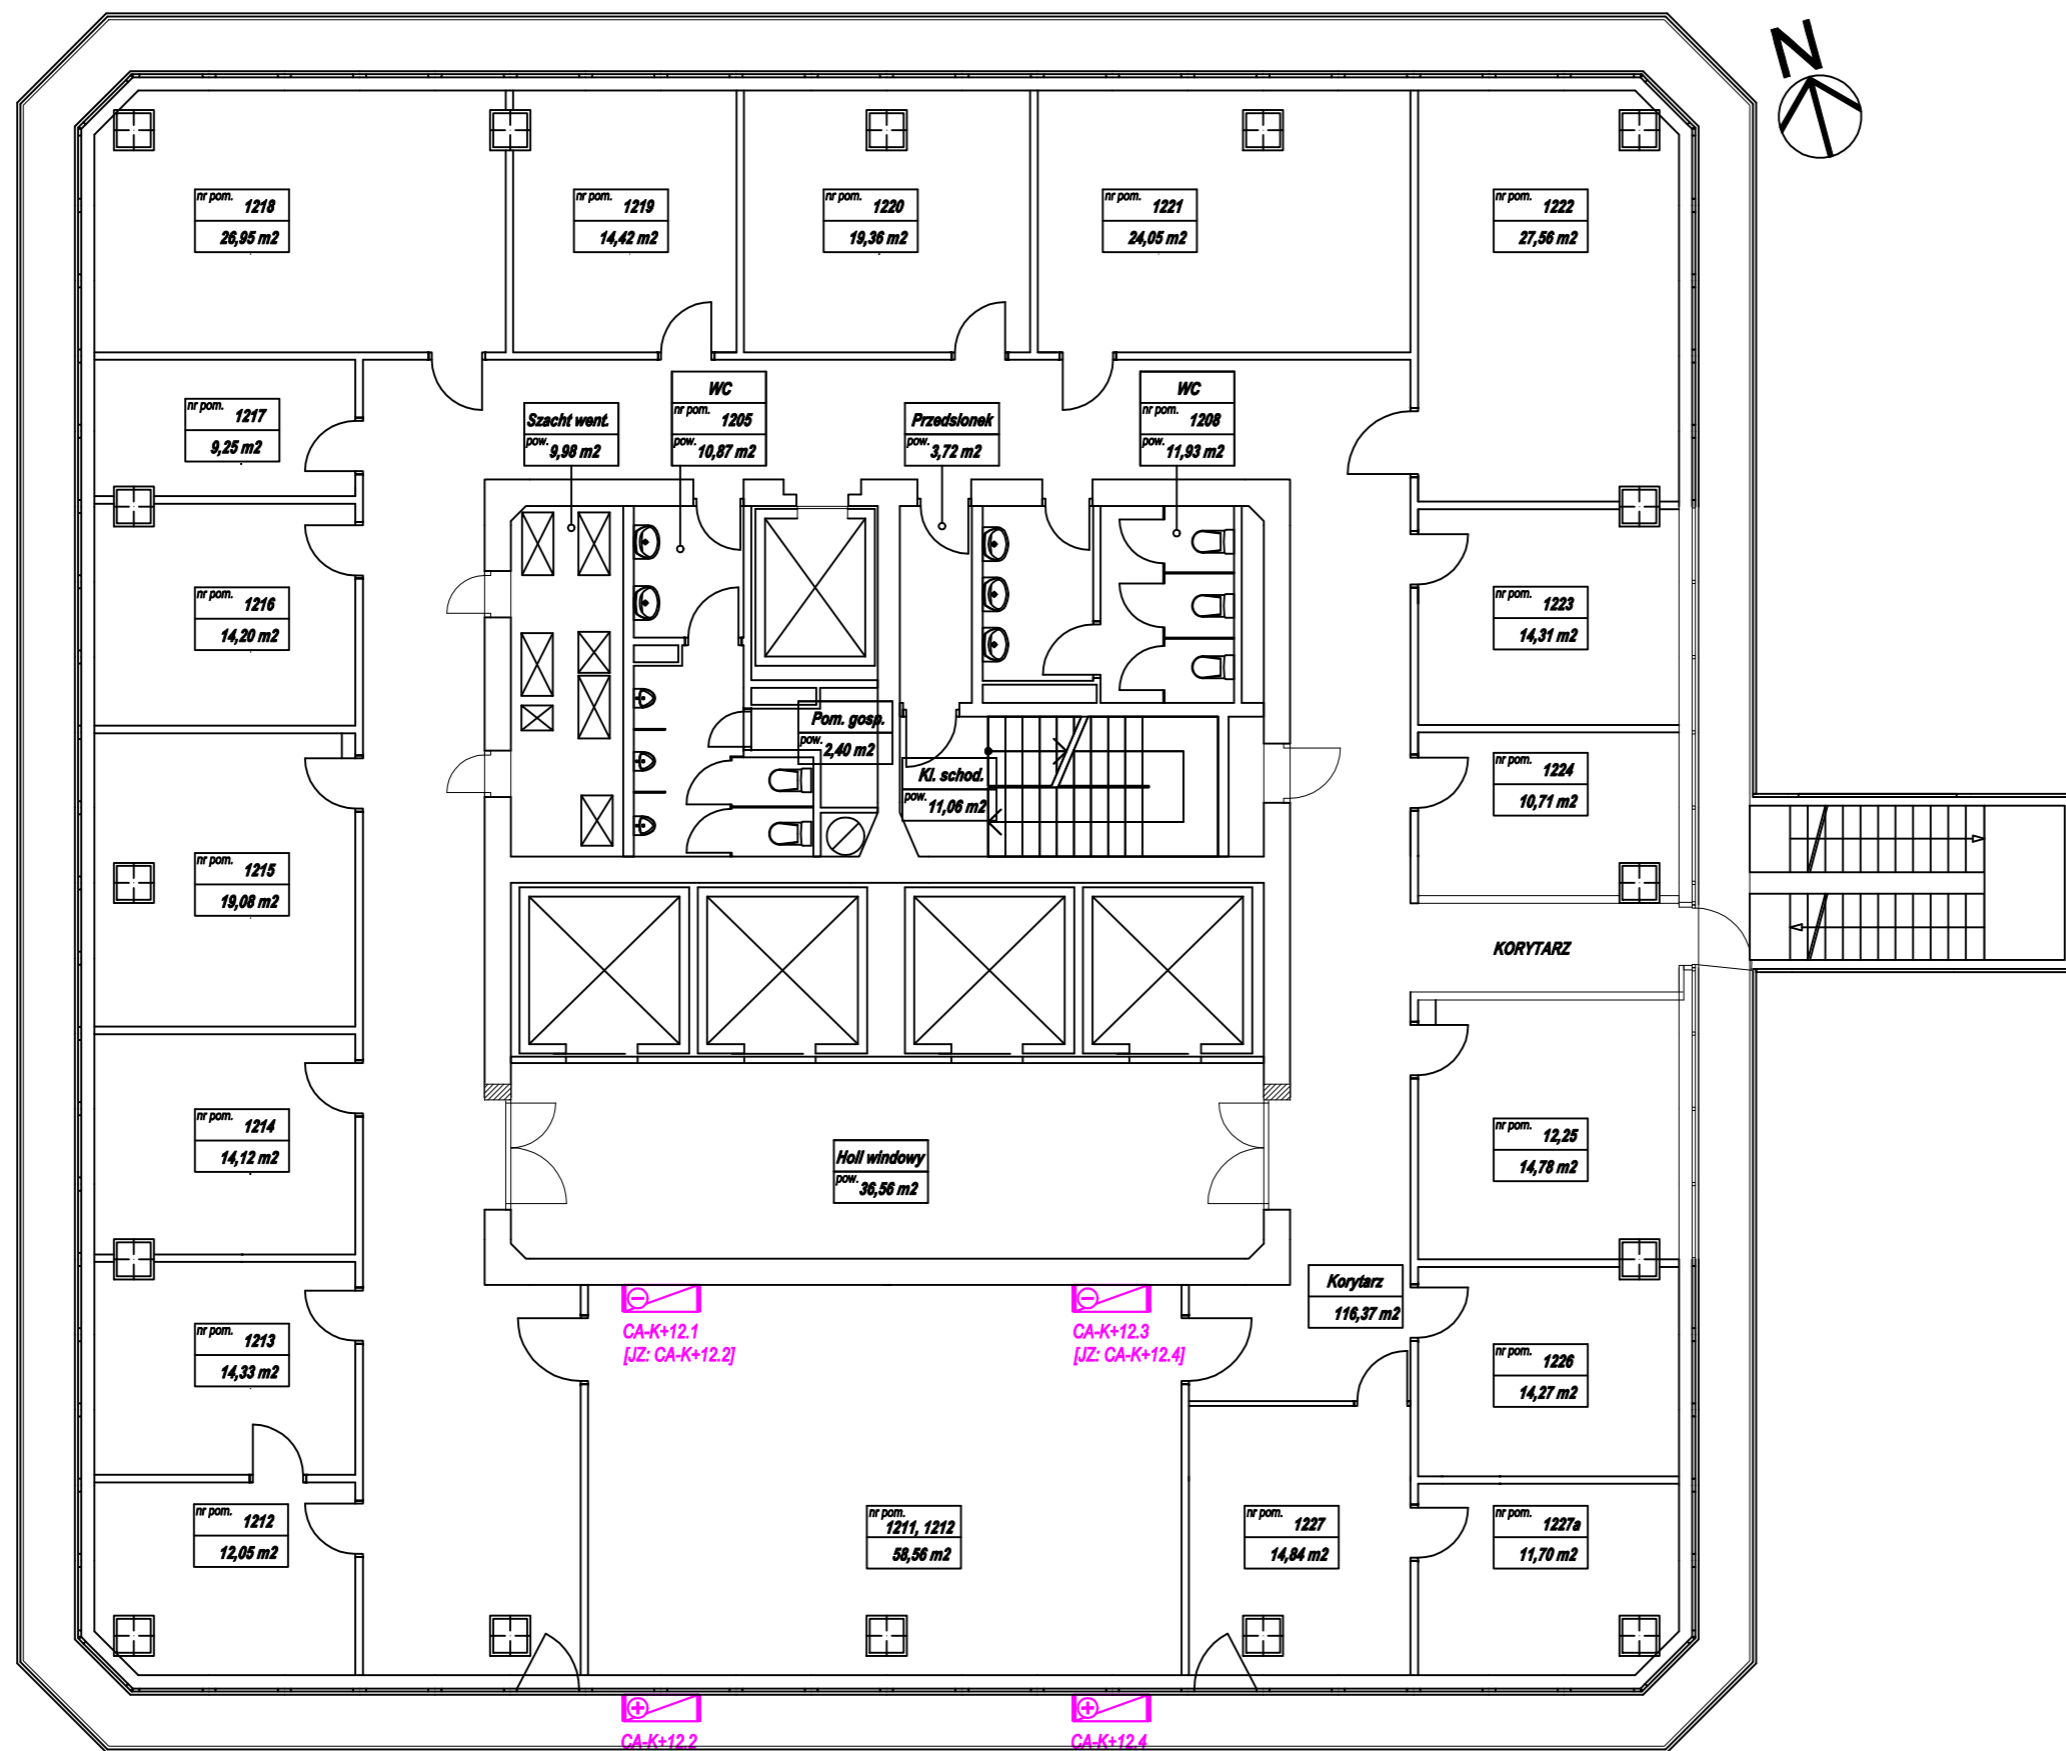 N
nr pom. 1218
26,95 m2
nr pom. 1219
14,42 m2
nr pom. 1220
19,36 m2
nr pom. 1221
24,05 m2
nr pom. 1222
27,56 m2
nr pom. 1217
9,25 m2
Szacht went.
pow. 9,98 m2
WC
nr pom. 1205
pow. 10,87 m2
Przedsionek
pow. 3,72 m2
WC
nr pom. 1208
pow. 11,93 m2
nr pom. 1216
14,20 m2
nr pom. 1223
14,31 m2
Pom. gosp.
pow. 2,40 m2
Kl. schod.
pow. 11,06 m2
nr pom. 1224
10,71 m2
nr pom. 1215
19,08 m2
KORYTARZ
nr pom. 1214
14,12 m2
Holl windowy
pow. 36,56 m2
nr pom. 12,25
14,78 m2
Korytarz
116,37 m2
CA-K+12.1
[JZ: CA-K+12.2]
CA-K+12.3
[JZ: CA-K+12.4]
nr pom. 1213
14,33 m2
nr pom. 1226
14,27 m2
nr pom. 1212
12,05 m2
nr pom.
1211, 1212
58,56 m2
nr pom. 1227
14,84 m2
nr pom. 1227a
11,70 m2
CA-K+12.2
CA-K+12.4